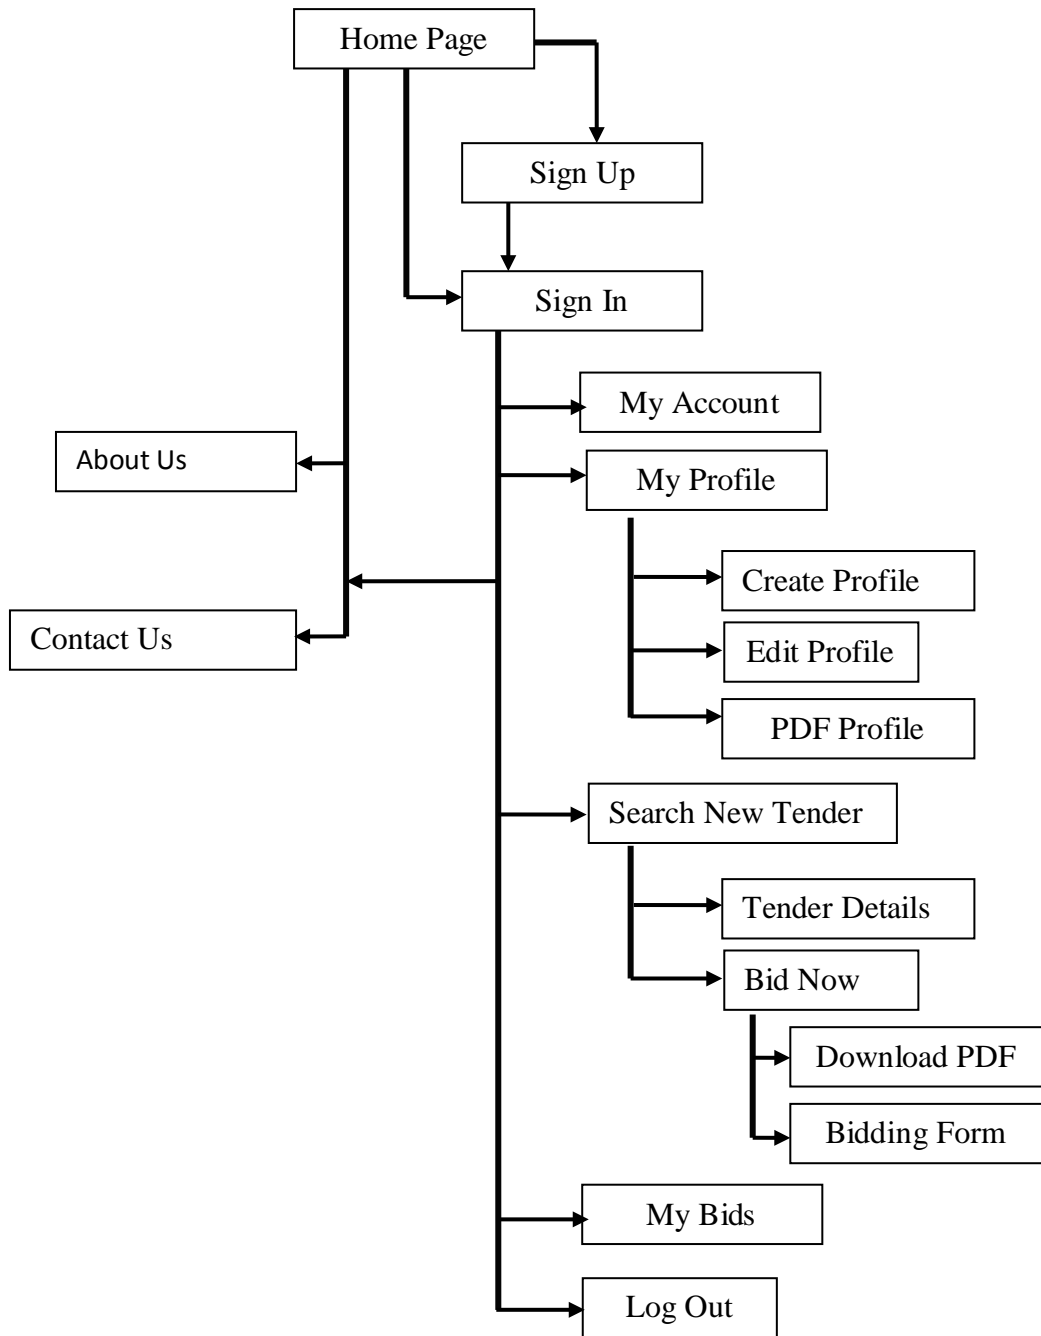 Home Page
Sign Up
Sign In
My Account
About Us
My Profile
Create Profile
Contact Us
Edit Profile
PDF Profile
Search New Tender
Tender Details
Bid Now
Download PDF
Bidding Form
My Bids
Log Out